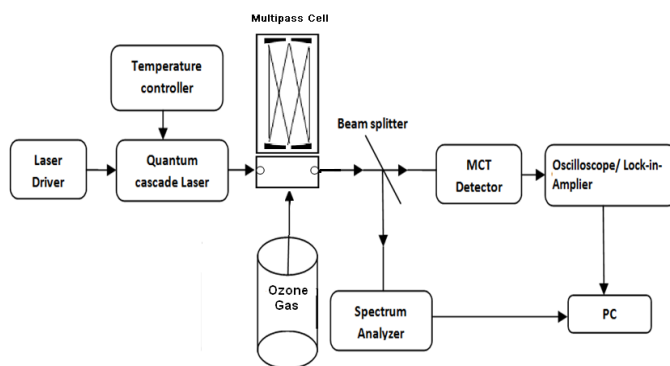 Multipass Cell
Temperature
controller
Beam splitter
Laser
Driver
Quantum
cascade Laser
MCT
Detector
Oscilloscope/ Lock-in-
Amplier
Ozone
Gas
Spectrum
Analyzer
PC